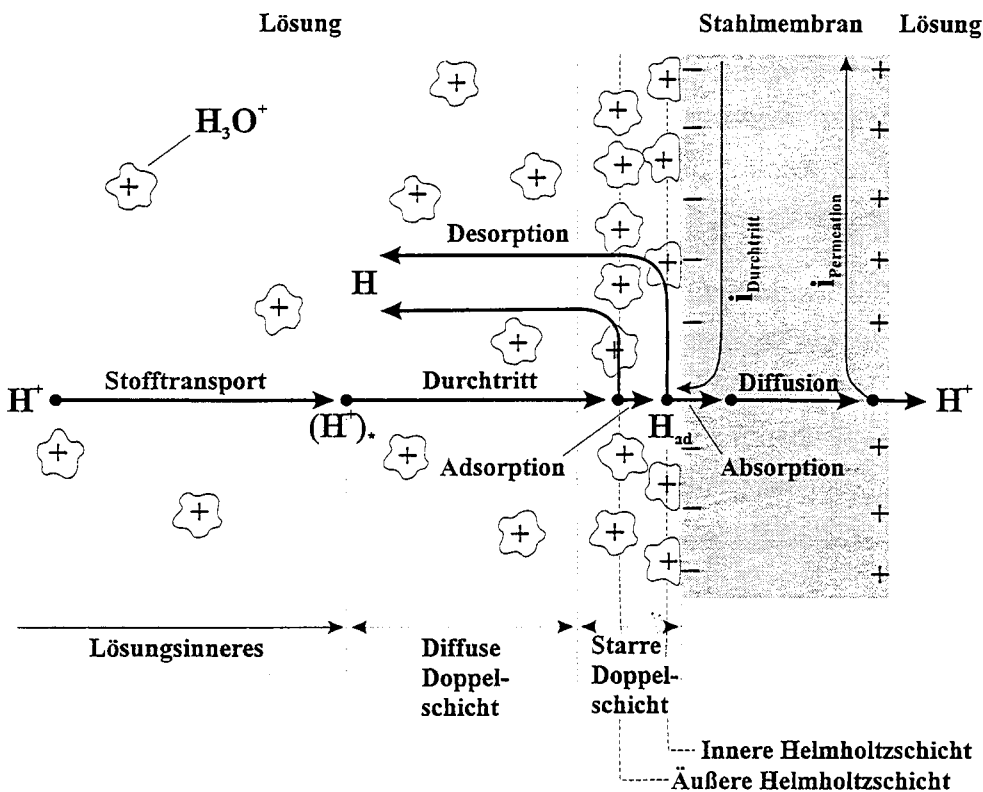 Lösung
Stahlmembran
Lösung
H₃O⁺
Desorption
H
iDurchtritt
iPermeation
H⁺
Stofftransport
(H⁺)*
Durchtritt
Adsorption
Had
Absorption
Diffusion
H⁺
Lösungsinneres
Diffuse
Doppel-
schicht
Starre
Doppel-
schicht
Innere Helmholtzschicht
Äußere Helmholtzschicht